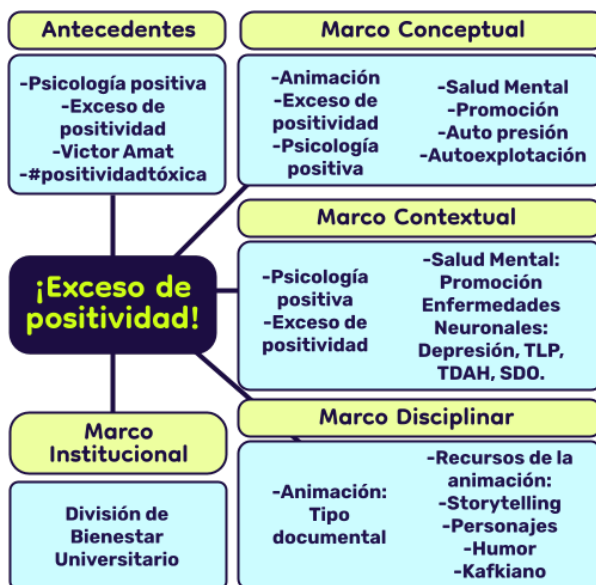 Antecedentes
-Psicología positiva
-Exceso de
positividad
-Victor Amat
-#positividadtóxica
Marco Conceptual
-Animación
-Exceso de
positividad
-Psicología
positiva
-Salud Mental
-Promoción
-Auto presión
-Autoexplotación
¡Exceso de
positividad!
Marco Contextual
-Psicología
positiva
-Exceso de
positividad
-Salud Mental:
Promoción
Enfermedades
Neuronales:
Depresión, TLP,
TDAH, SDO.
Marco
Institucional
División de
Bienestar
Universitario
Marco Disciplinar
-Animación:
Tipo
documental
-Recursos de la
animación:
-Storytelling
-Personajes
-Humor
-Kafkiano